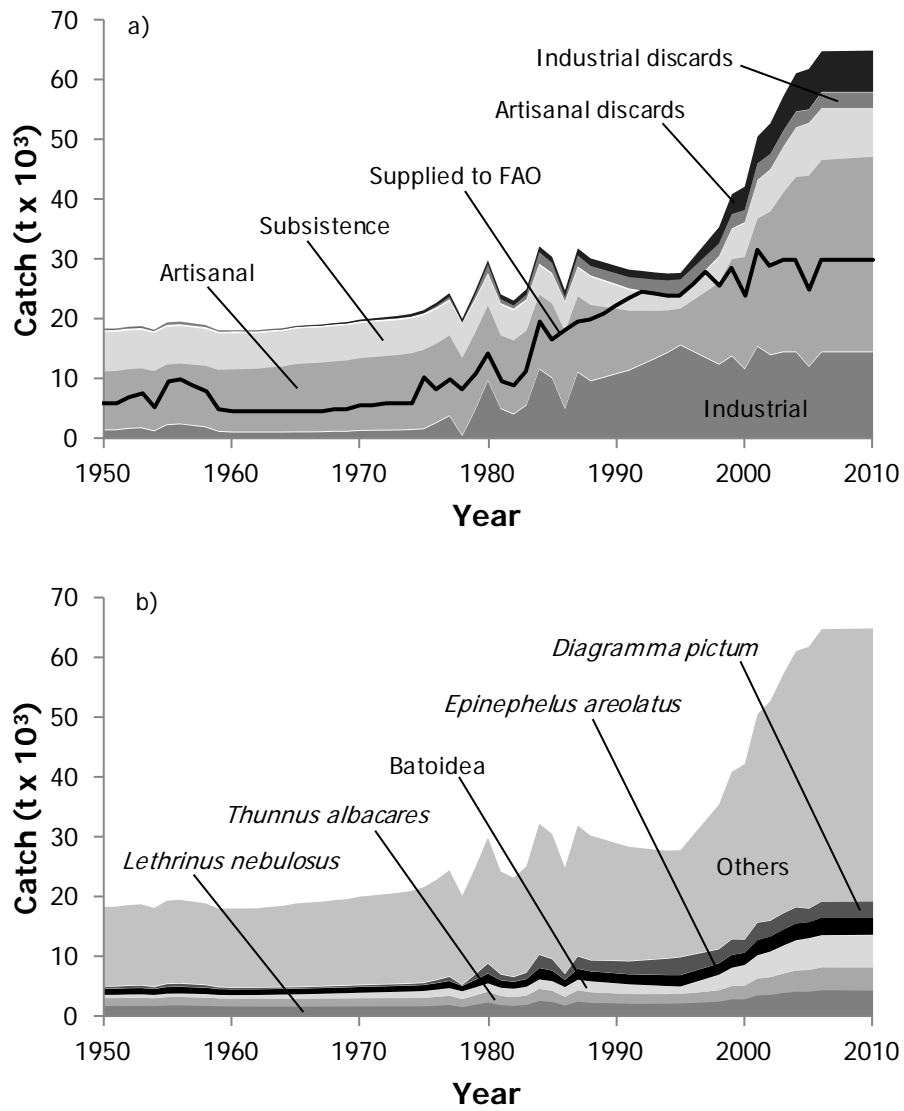 a)
70
60
50
40
30
20
10
0
Catch (t x 10³)
Industrial discards
Artisanal discards
Supplied to FAO
Subsistence
Artisanal
Industrial
1950 1960 1970 1980 1990 2000 2010
Year
b)
70
60
50
40
30
20
10
0
Catch (t x 10³)
Diagramma pictum
Epinephelus areolatus
Batoidea
Thunnus albacares
Lethrinus nebulosus
Others
1950 1960 1970 1980 1990 2000 2010
Year